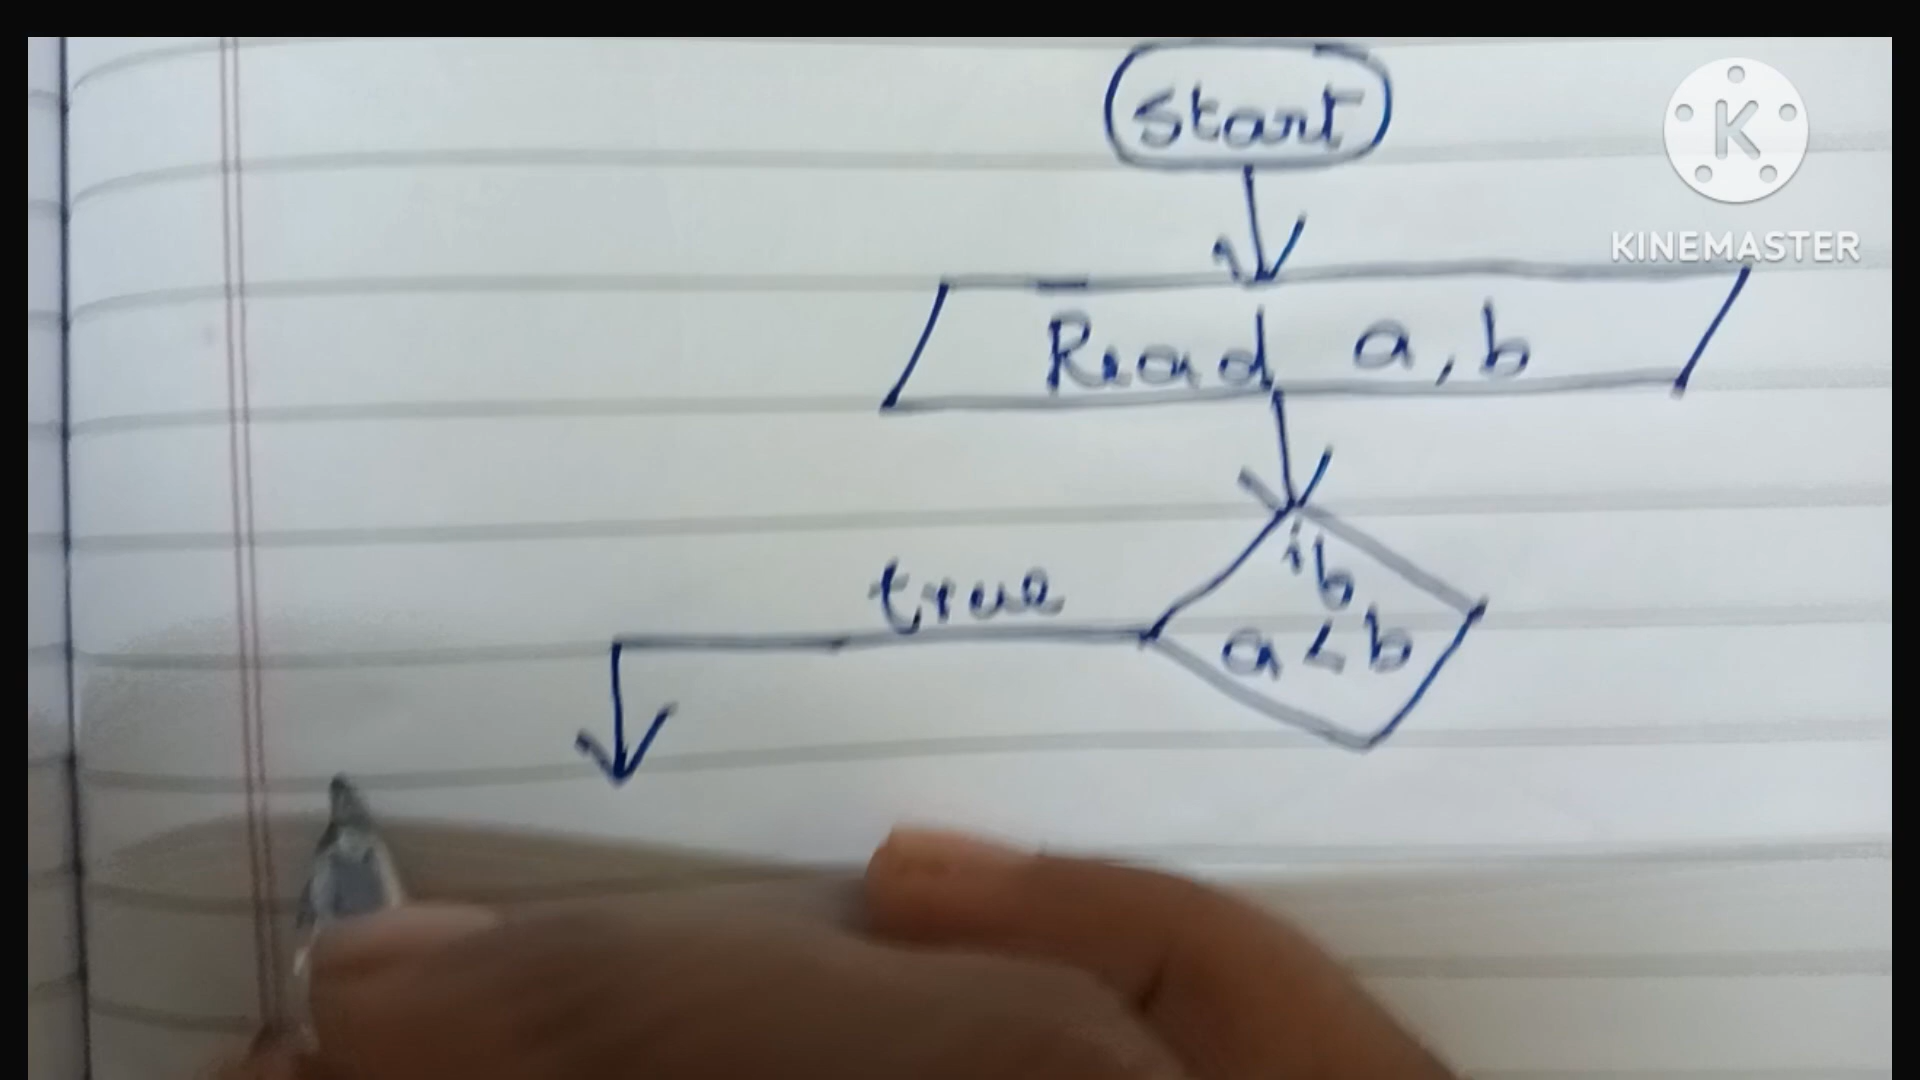 Start
K
KINEMASTER
Read a, b
if
a < b
true